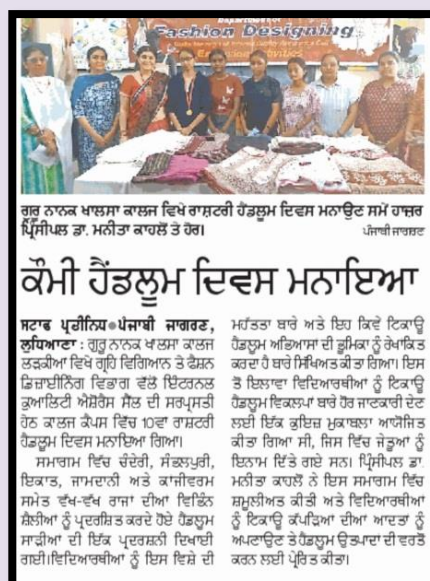 Fashion Designing
ਗੁਰੂ ਨਾਨਕ ਖਾਲਸਾ ਕਾਲਜ ਵਿਖੇ ਰਾਸ਼ਟਰੀ ਹੈਂਡਲੂਮ ਦਿਵਸ ਮਨਾਉਣ ਸਮੇਂ ਹਾਜ਼ਰ
ਪ੍ਰਿੰਸੀਪਲ ਡਾ. ਮਨੀਤਾ ਕਾਹਲੋਂ ਤੇ ਹੋਰ।
ਪੰਜਾਬੀ ਜਾਗਰਣ
ਕੌਮੀ ਹੈਂਡਲੂਮ ਦਿਵਸ ਮਨਾਇਆ
ਸਟਾਫ ਪ੍ਰਤੀਨਿਧ●ਪੰਜਾਬੀ ਜਾਗਰਣ,
ਲੁਧਿਆਣਾ : ਗੁਰੂ ਨਾਨਕ ਖਾਲਸਾ ਕਾਲਜ
ਲੜਕੀਆਂ ਵਿਖੇ ਗ੍ਰਹਿ ਵਿਗਿਆਨ ਤੇ ਫੈਸ਼ਨ
ਡਿਜ਼ਾਈਨਿੰਗ ਵਿਭਾਗ ਵੱਲੋਂ ਇੰਟਰਨਲ
ਕੁਆਲਿਟੀ ਐਸ਼ੋਰੈਂਸ ਸੈੱਲ ਦੀ ਸਰਪ੍ਰਸਤੀ
ਹੇਠ ਕਾਲਜ ਕੈਂਪਸ ਵਿੱਚ 10ਵਾਂ ਰਾਸ਼ਟਰੀ
ਹੈਂਡਲੂਮ ਦਿਵਸ ਮਨਾਇਆ ਗਿਆ।
ਸਮਾਗਮ ਵਿੱਚ ਚੰਦੇਰੀ, ਸੰਬਲਪੁਰੀ,
ਇਕਾਤ, ਜਾਮਦਾਨੀ ਅਤੇ ਕਾਂਜੀਵਰਮ
ਸਮੇਤ ਵੱਖ-ਵੱਖ ਰਾਜਾਂ ਦੀਆਂ ਵਿਭਿੰਨ
ਸ਼ੈਲੀਆਂ ਨੂੰ ਪ੍ਰਦਰਸ਼ਿਤ ਕਰਦੇ ਹੋਏ ਹੈਂਡਲੂਮ
ਸਾੜੀਆਂ ਦੀ ਇਕ ਪ੍ਰਦਰਸ਼ਨੀ ਦਿਖਾਈ
ਗਈ।ਵਿਦਿਆਰਥੀਆਂ ਨੂੰ ਇਸ ਵਿਸ਼ੇ ਦੀ
ਮਹੱਤਤਾ ਬਾਰੇ ਅਤੇ ਇਹ ਕਿਵੇਂ ਟਿਕਾਊ
ਹੈਂਡਲੂਮ ਅਭਿਆਸਾਂ ਦੀ ਭੂਮਿਕਾ ਨੂੰ ਰੇਖਾਂਕਿਤ
ਕਰਦਾ ਹੈ ਬਾਰੇ ਸਿੱਖਿਅਤ ਕੀਤਾ ਗਿਆ। ਇਸ
ਤੋਂ ਇਲਾਵਾ ਵਿਦਿਆਰਥੀਆਂ ਨੂੰ ਟਿਕਾਊ
ਹੈਂਡਲੂਮ ਵਿਕਲਪਾਂ ਬਾਰੇ ਹੋਰ ਜਾਣਕਾਰੀ ਦੇਣ
ਲਈ ਇੱਕ ਕੁਇਜ਼ ਮੁਕਾਬਲਾ ਆਯੋਜਿਤ
ਕੀਤਾ ਗਿਆ ਸੀ, ਜਿਸ ਵਿੱਚ ਜੇਤੂਆਂ ਨੂੰ
ਇਨਾਮ ਦਿੱਤੇ ਗਏ ਸਨ। ਪ੍ਰਿੰਸੀਪਲ ਡਾ.
ਮਨੀਤਾ ਕਾਹਲੋਂ ਨੇ ਇਸ ਸਮਾਗਮ ਵਿੱਚ
ਸ਼ਮੂਲੀਅਤ ਕੀਤੀ ਅਤੇ ਵਿਦਿਆਰਥੀਆਂ
ਨੂੰ ਟਿਕਾਊ ਕੱਪੜਿਆਂ ਦੀਆਂ ਆਦਤਾਂ ਨੂੰ
ਅਪਣਾਉਣ ਤੇ ਹੈਂਡਲੂਮ ਉਤਪਾਦਾਂ ਦੀ ਵਰਤੋਂ
ਕਰਨ ਲਈ ਪ੍ਰੇਰਿਤ ਕੀਤਾ।